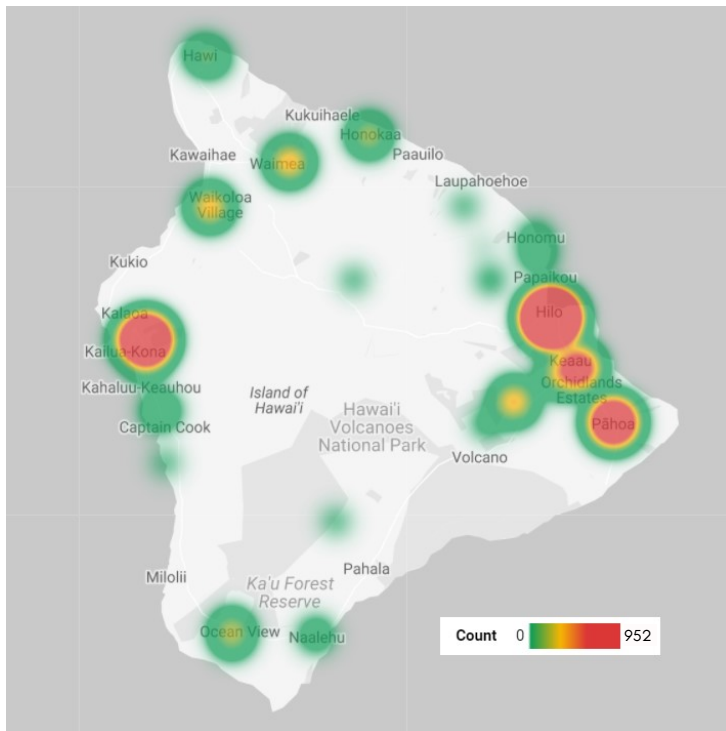 Hawi
Kukuihaele
Honokaa
Kawaihae
Waimea
Paauilo
Laupahoehoe
Waikoloa
Village
Honomu
Kukio
Papaikou
Kalaoa
Hilo
Kailua-Kona
Keaau
Kahaluu-Keauhou
Orchidlands
Estates
Island of
Hawai'i
Hawai'i
Volcanoes
National Park
Captain Cook
Pāhoa
Volcano
Milolii
Pahala
Ka'u Forest
Reserve
Ocean View
Naalehu
Count 0 952